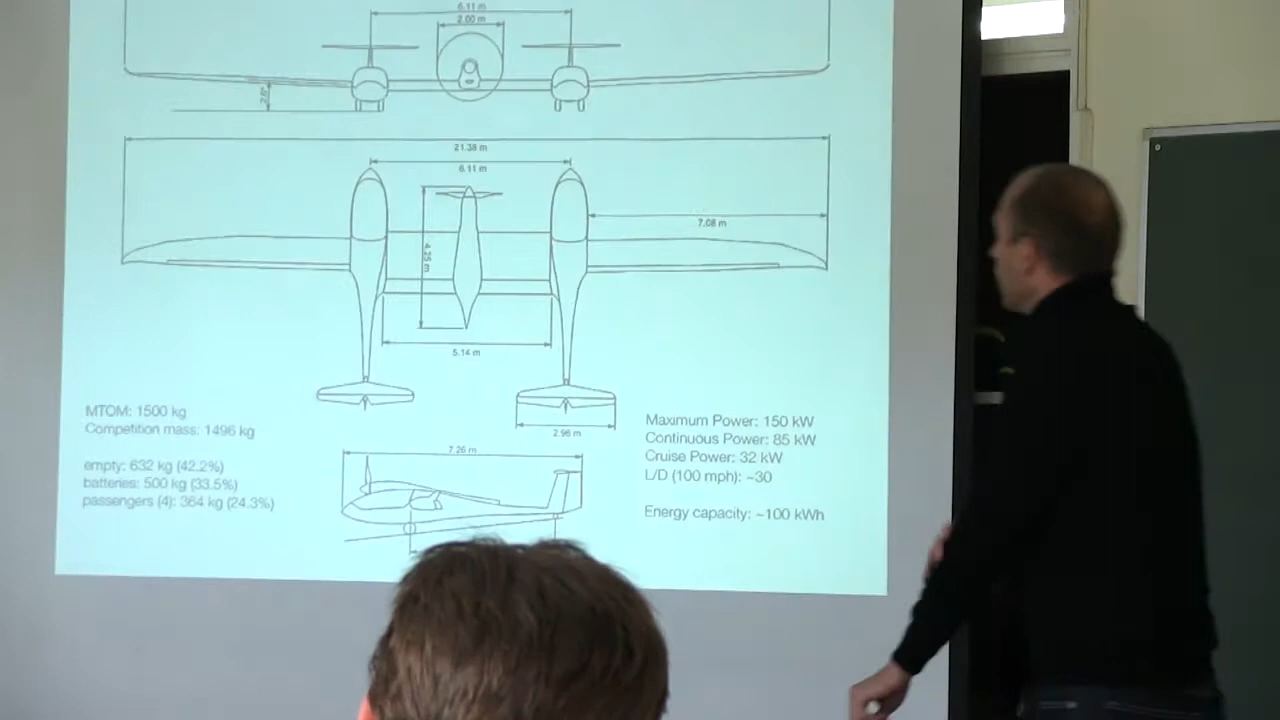 6.11 m
2.00 m
21.38 m
6.11 m
7.08 m
4.25 m
5.14 m
2.96 m
7.26 m
MTOM: 1500 kg
Competition mass: 1496 kg
empty: 632 kg (42.2%)
batteries: 500 kg (33.5%)
passengers (4): 364 kg (24.3%)
Maximum Power: 150 kW
Continuous Power: 85 kW
Cruise Power: 32 kW
L/D (100 mph): ~30
Energy capacity: ~100 kWh